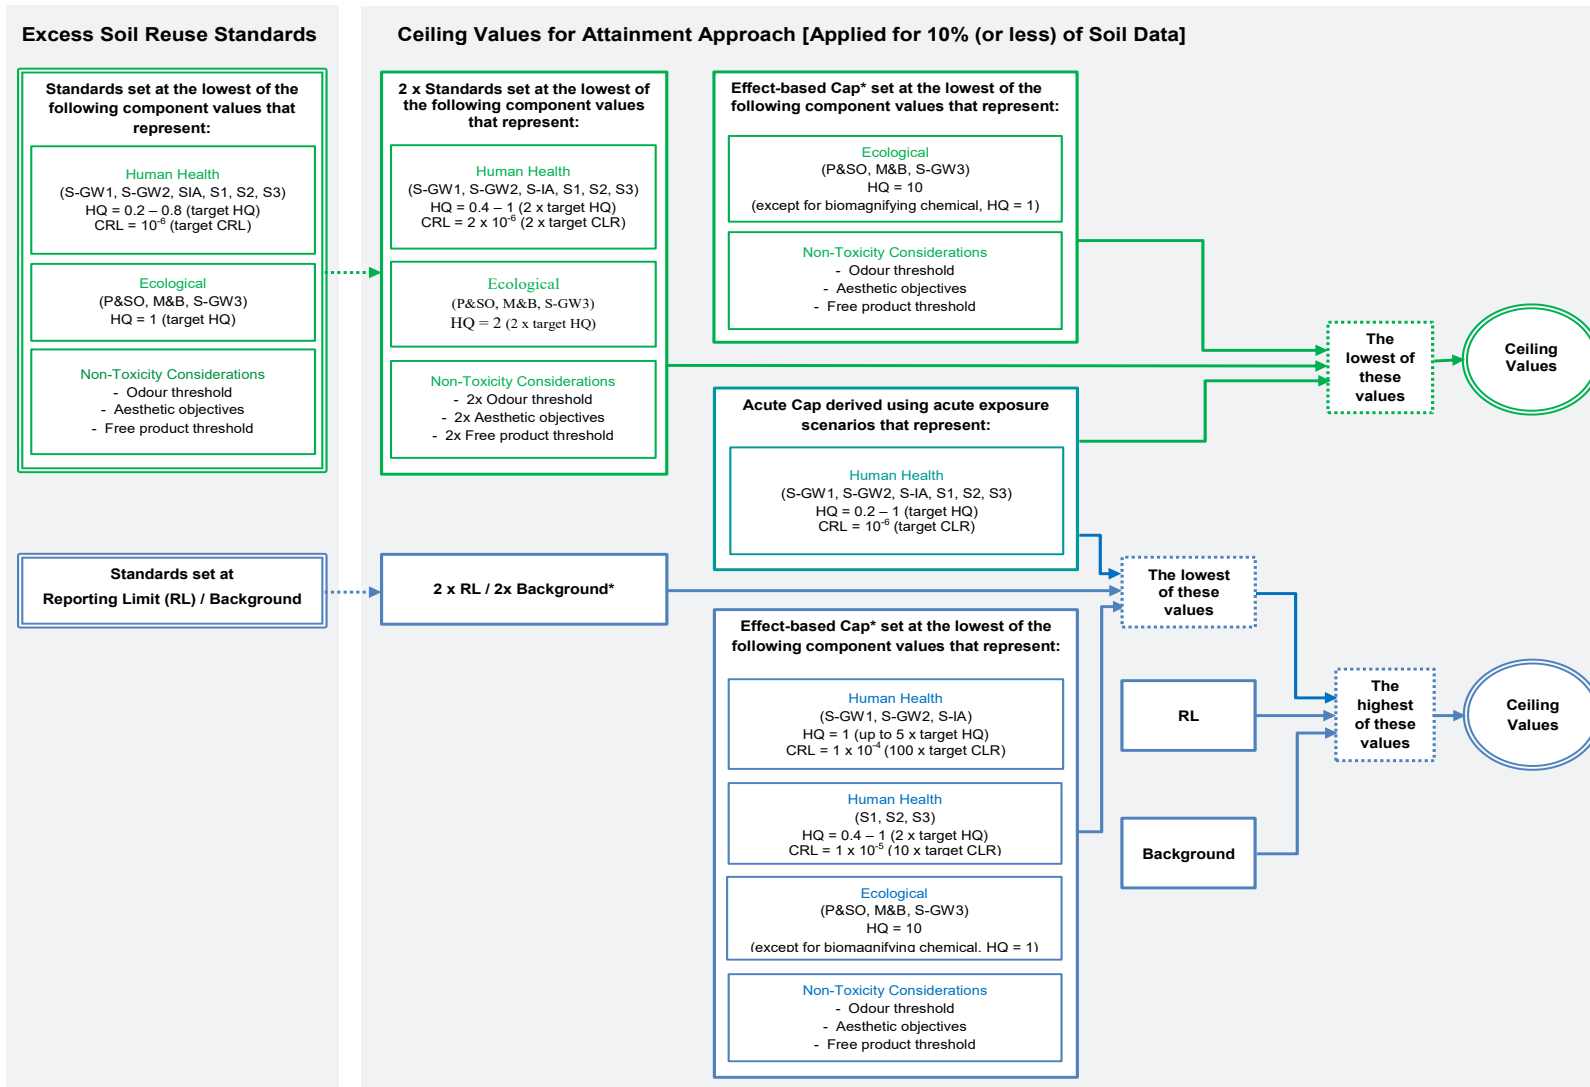 Excess Soil Reuse Standards
Standards set at the lowest of the
following component values that
represent:
Human Health
(S-GW1, S-GW2, SIA, S1, S2, S3)
HQ = 0.2 – 0.8 (target HQ)
CRL = 10⁻⁶ (target CRL)
Ecological
(P&SO, M&B, S-GW3)
HQ = 1 (target HQ)
Non-Toxicity Considerations
- Odour threshold
- Aesthetic objectives
- Free product threshold
Standards set at
Reporting Limit (RL) / Background
Ceiling Values for Attainment Approach [Applied for 10% (or less) of Soil Data]
2 x Standards set at the lowest of
the following component values
that represent:
Human Health
(S-GW1, S-GW2, S-IA, S1, S2, S3)
HQ = 0.4 – 1 (2 x target HQ)
CRL = 2 x 10⁻⁶ (2 x target CLR)
Ecological
(P&SO, M&B, S-GW3)
HQ = 2 (2 x target HQ)
Non-Toxicity Considerations
- 2x Odour threshold
- 2x Aesthetic objectives
- 2x Free product threshold
2 x RL / 2x Background*
Effect-based Cap* set at the lowest of the
following component values that represent:
Ecological
(P&SO, M&B, S-GW3)
HQ = 10
(except for biomagnifying chemical, HQ = 1)
Non-Toxicity Considerations
- Odour threshold
- Aesthetic objectives
- Free product threshold
Acute Cap derived using acute exposure
scenarios that represent:
Human Health
(S-GW1, S-GW2, S-IA, S1, S2, S3)
HQ = 0.2 – 1 (target HQ)
CRL = 10⁻⁶ (target CLR)
Effect-based Cap* set at the lowest of the
following component values that represent:
Human Health
(S-GW1, S-GW2, S-IA)
HQ = 1 (up to 5 x target HQ)
CRL = 1 x 10⁻⁴ (100 x target CLR)
Human Health
(S1, S2, S3)
HQ = 0.4 – 1 (2 x target HQ)
CRL = 1 x 10⁻⁵ (10 x target CLR)
Ecological
(P&SO, M&B, S-GW3)
HQ = 10
(except for biomagnifying chemical, HQ = 1)
Non-Toxicity Considerations
- Odour threshold
- Aesthetic objectives
- Free product threshold
The
lowest of
these
values
Ceiling
Values
The lowest
of these
values
RL
Background
The
highest
of these
values
Ceiling
Values